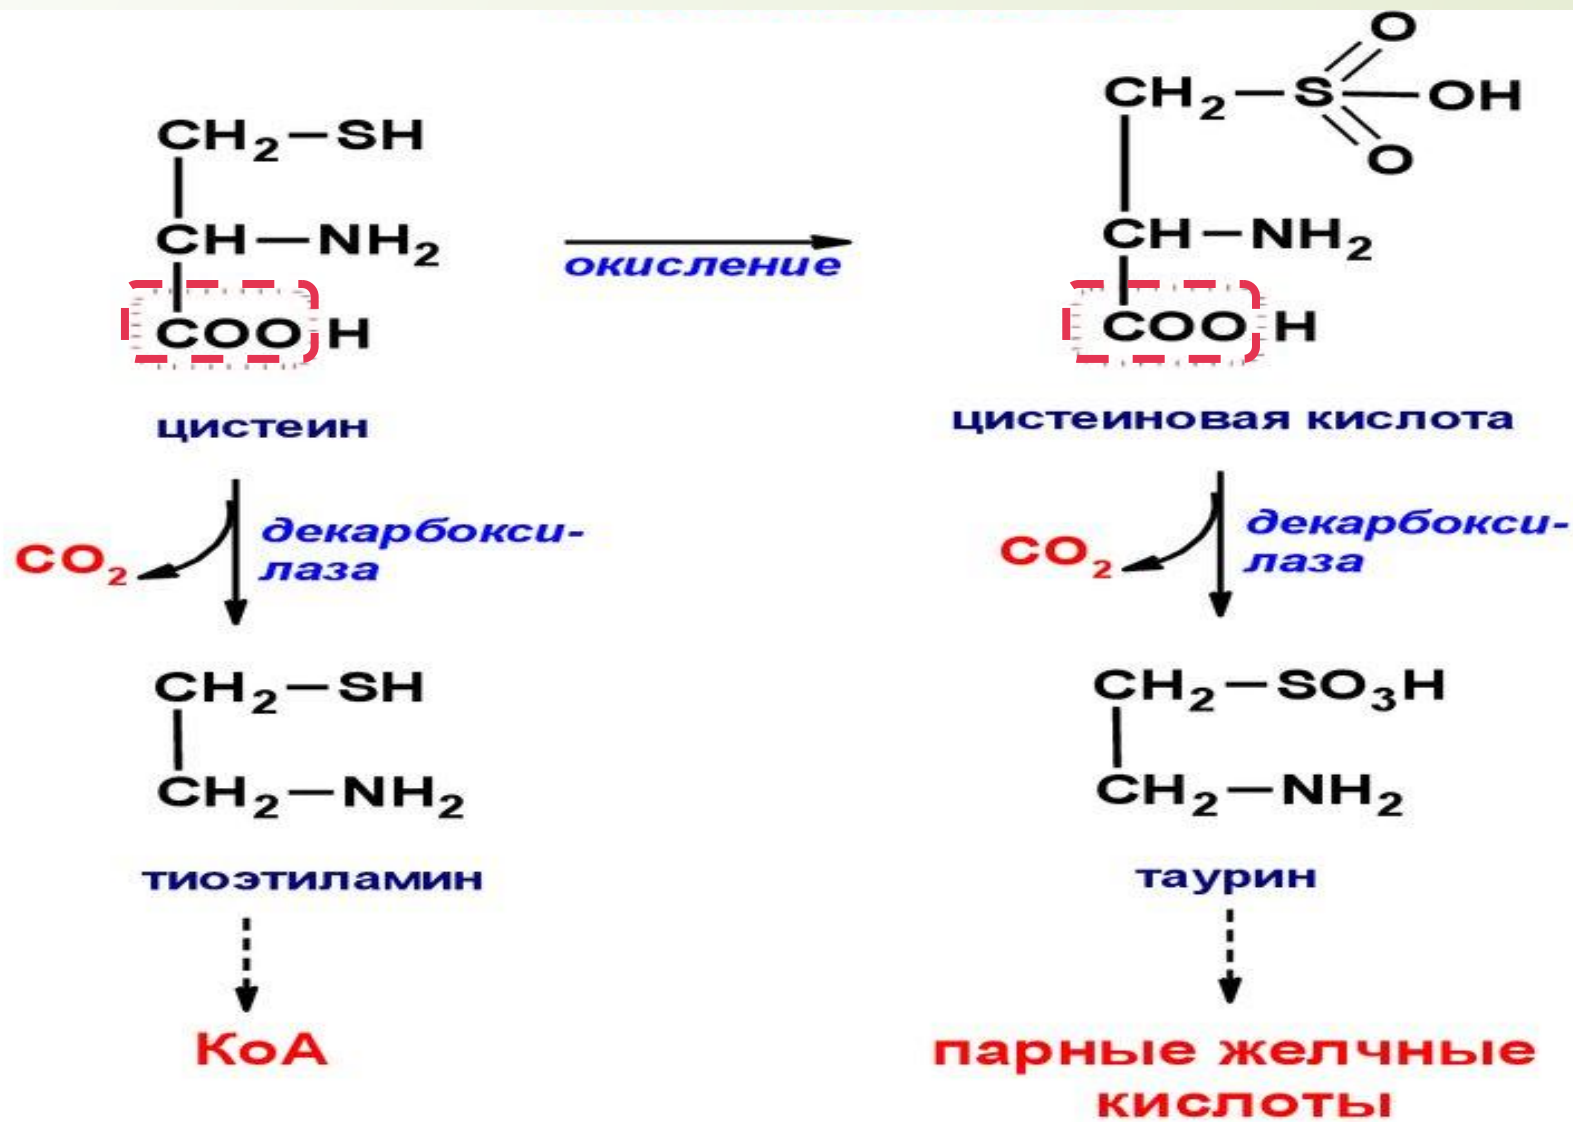 CH₂—SH
CH—NH₂
COOH
цистеин
окисление
O
CH₂—S—OH
O
CH—NH₂
COOH
цистеиновая кислота
CO₂
декарбокси-
лаза
CH₂—SH
CH₂—NH₂
тиоэтиламин
КоА
CO₂
декарбокси-
лаза
CH₂—SO₃H
CH₂—NH₂
таурин
парные желчные
кислоты